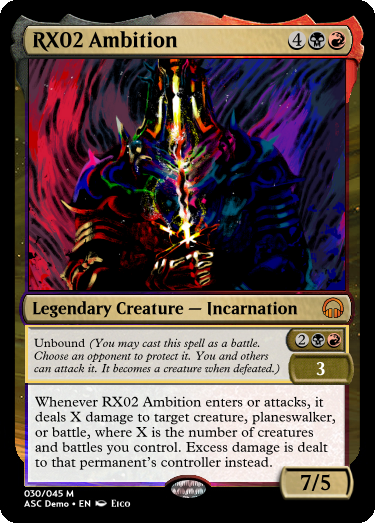 RX02 Ambition 4
Legendary Creature — Incarnation
Unbound (You may cast this spell as a battle. 2
Choose an opponent to protect it. You and others
can attack it. It becomes a creature when defeated.) 3
Whenever RX02 Ambition enters or attacks, it
deals X damage to target creature, planeswalker,
or battle, where X is the number of creatures
and battles you control. Excess damage is dealt
to that permanent's controller instead.
7/5
030/045 M
ASC Demo • EN Eico